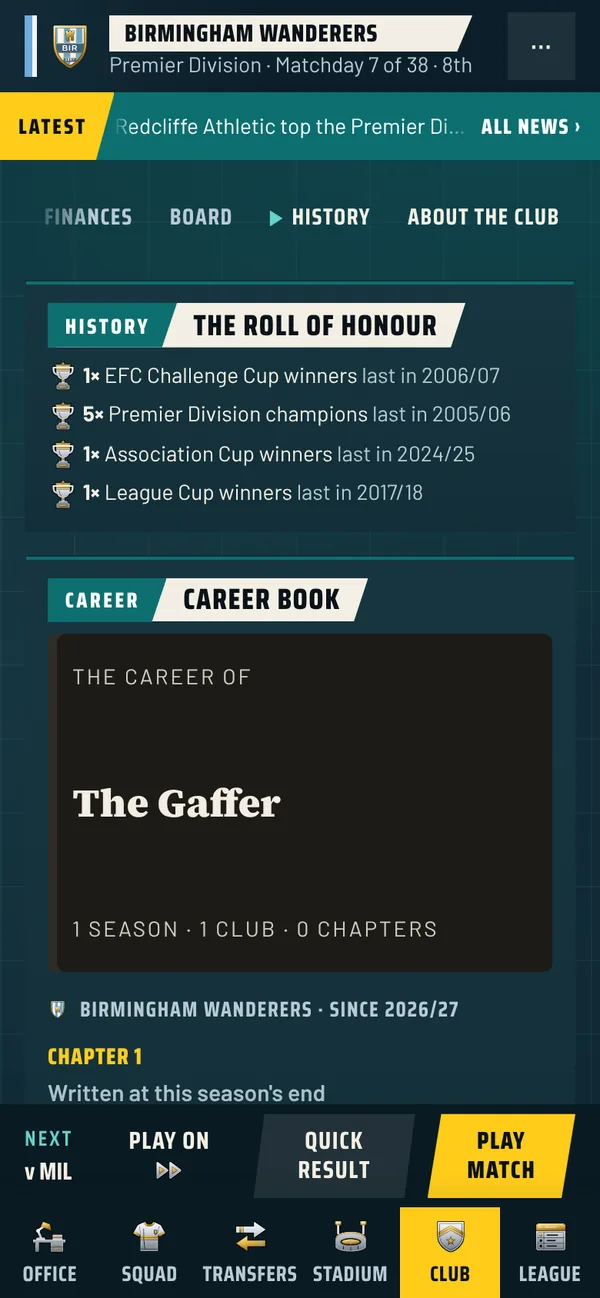 BIR
BIRMINGHAM WANDERERS
Premier Division · Matchday 7 of 38 · 8th
...
LATEST
Redcliffe Athletic top the Premier Di...
ALL NEWS ›
FINANCES
BOARD
HISTORY
ABOUT THE CLUB
HISTORY
THE ROLL OF HONOUR
1× EFC Challenge Cup winners last in 2006/07
5× Premier Division champions last in 2005/06
1× Association Cup winners last in 2024/25
1× League Cup winners last in 2017/18
CAREER
CAREER BOOK
THE CAREER OF
The Gaffer
1 SEASON · 1 CLUB · 0 CHAPTERS
BIRMINGHAM WANDERERS · SINCE 2026/27
CHAPTER 1
Written at this season's end
NEXT
v MIL
PLAY ON
QUICK
RESULT
PLAY
MATCH
OFFICE
SQUAD
TRANSFERS
STADIUM
CLUB
LEAGUE